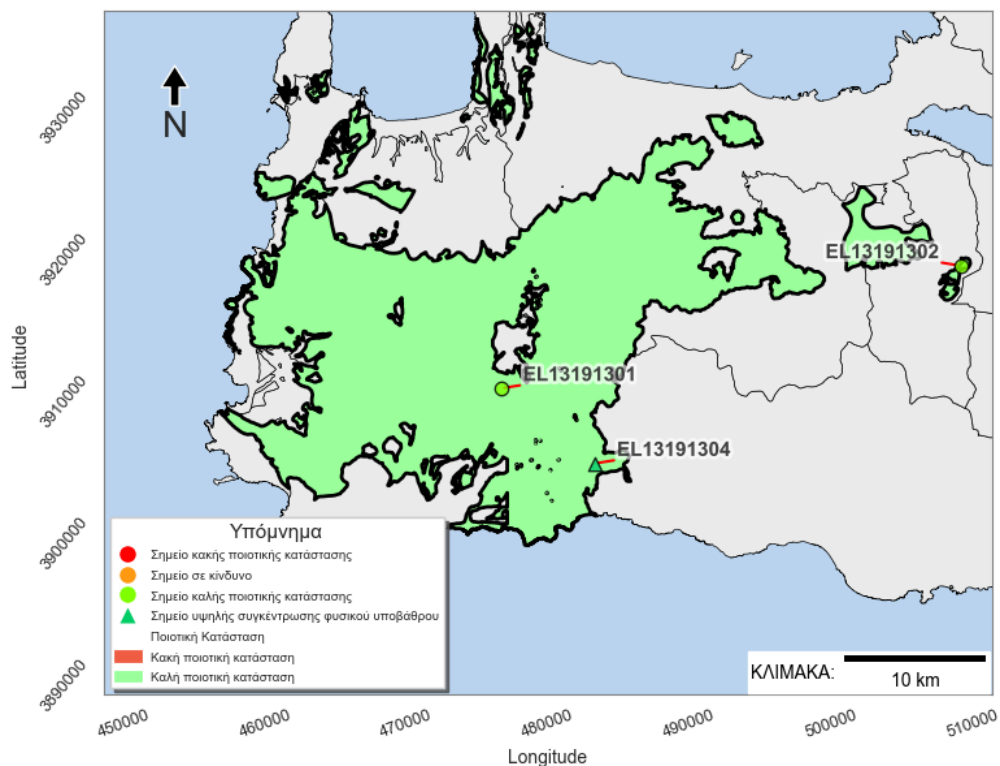 N
3930000
3920000
3910000
3900000
3890000
Latitude
EL13191302
EL13191301
EL13191304
Υπόμνημα
Σημείο κακής ποιοτικής κατάστασης
Σημείο σε κίνδυνο
Σημείο καλής ποιοτικής κατάστασης
Σημείο υψηλής συγκέντρωσης φυσικού υποβάθρου
Ποιοτική Κατάσταση
Κακή ποιοτική κατάσταση
Καλή ποιοτική κατάσταση
ΚΛΙΜΑΚΑ:
10 km
450000 460000 470000 480000 490000 500000 510000
Longitude